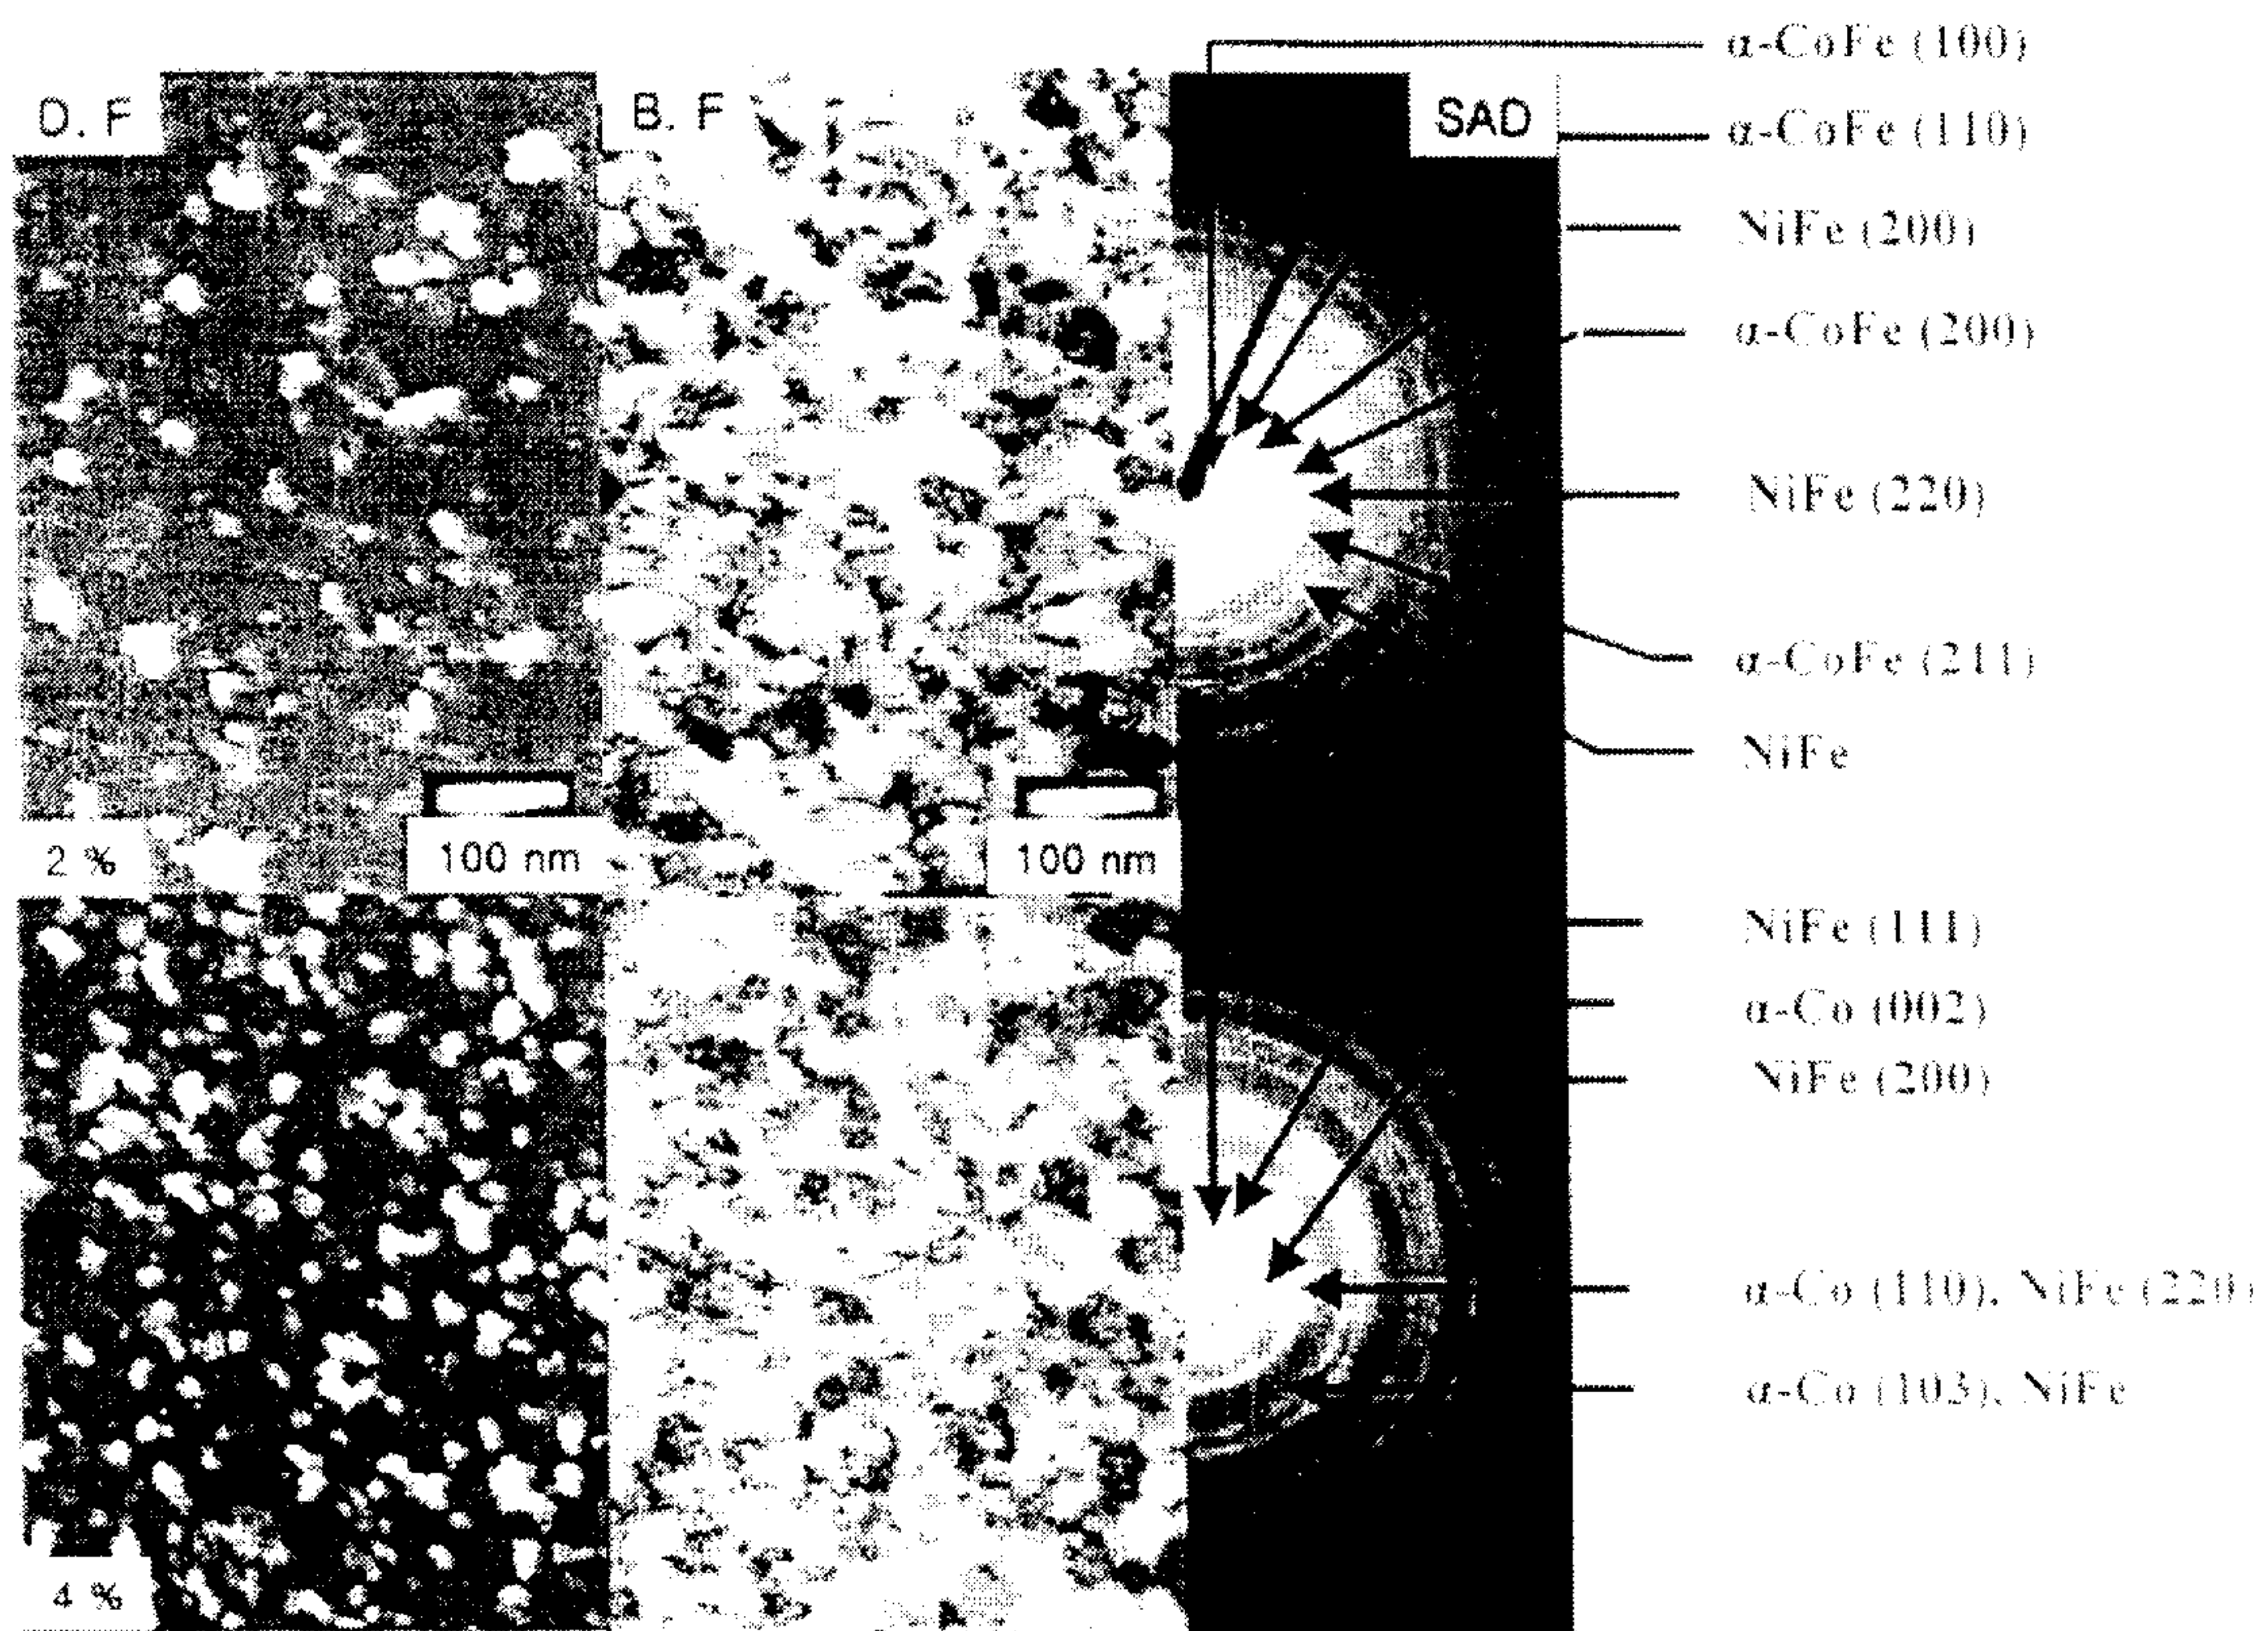 D. F
B. F
SAD
α-CoFe (100)
α-CoFe (110)
NiFe (200)
α-CoFe (200)
NiFe (220)
α-CoFe (211)
NiFe
2 %
100 nm
100 nm
NiFe (111)
α-Co (002)
NiFe (200)
α-Co (110), NiFe (220)
α-Co (103), NiFe
4 %